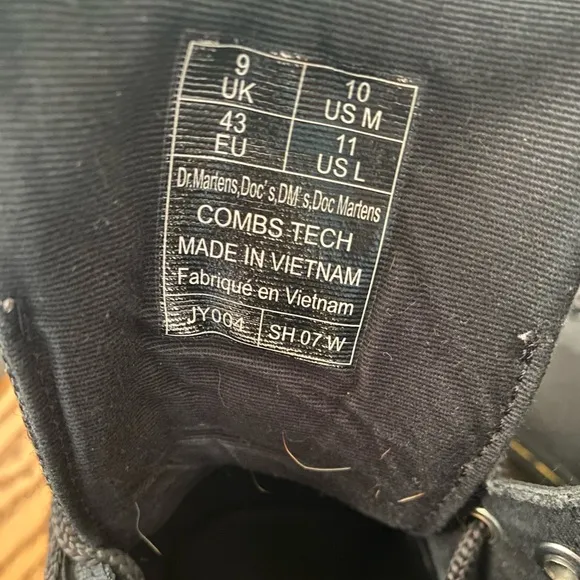 9 UK
10 US M
43 EU
11 US L
Dr.Martens,Doc's,DM's,Doc Martens
COMBS TECH
MADE IN VIETNAM
Fabriqué en Vietnam
JY004 SH 07.W